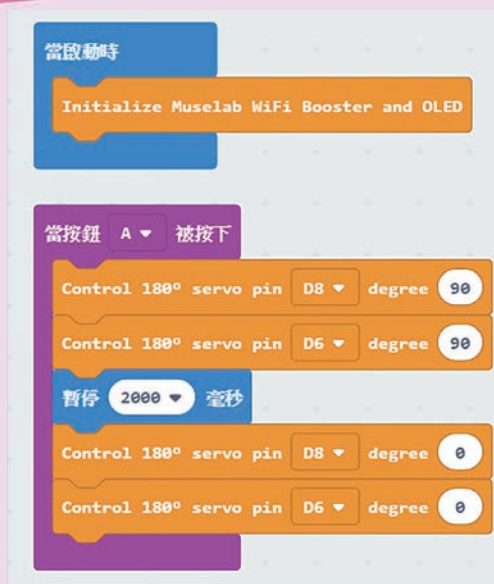 當啟動時
Initialize Muselab WiFi Booster and OLED
當按鈕 A 被按下
Control 180º servo pin D8 degree 90
Control 180º servo pin D6 degree 90
暫停 2000 毫秒
Control 180º servo pin D8 degree 0
Control 180º servo pin D6 degree 0